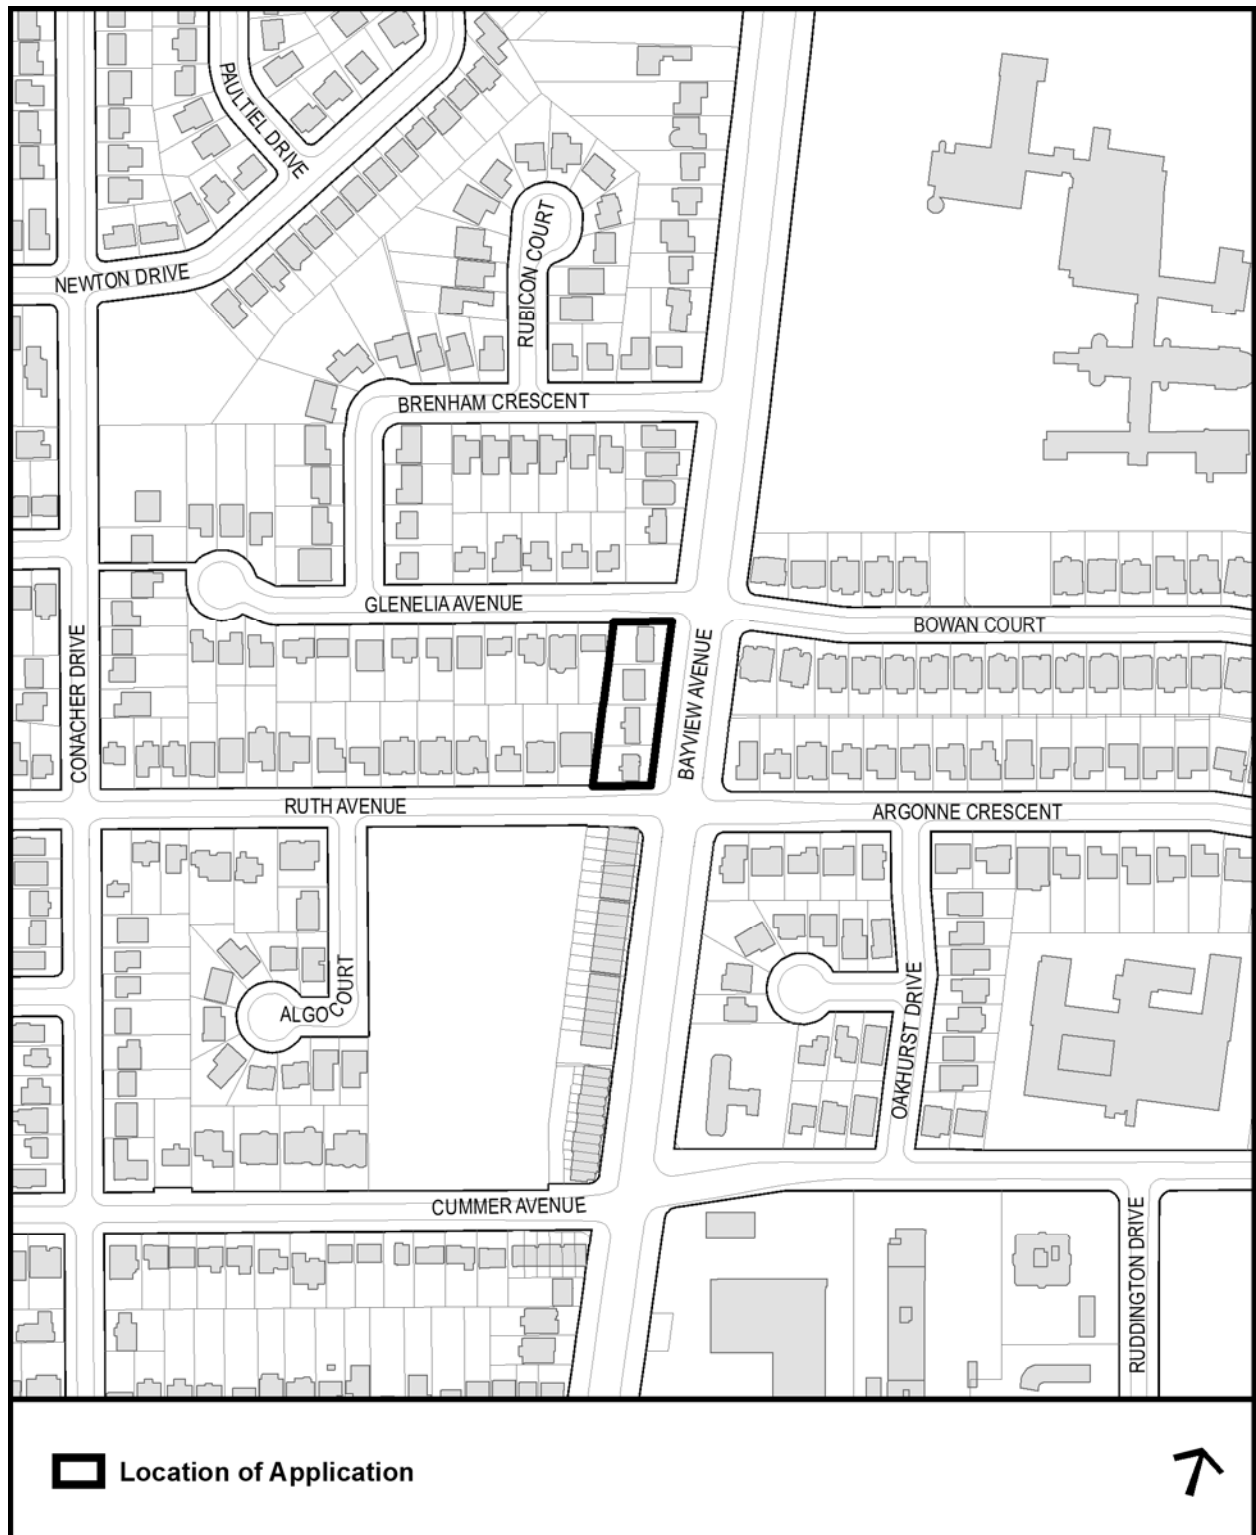 PAULTIEL DRIVE
NEWTON DRIVE
RUBICON COURT
BRENHAM CRESCENT
GLENELIA AVENUE
BOWAN COURT
CONACHER DRIVE
BAYVIEW AVENUE
RUTH AVENUE
ARGONNE CRESCENT
ALGO COURT
OAKHURST DRIVE
CUMMER AVENUE
RUDDINGTON DRIVE
Location of Application